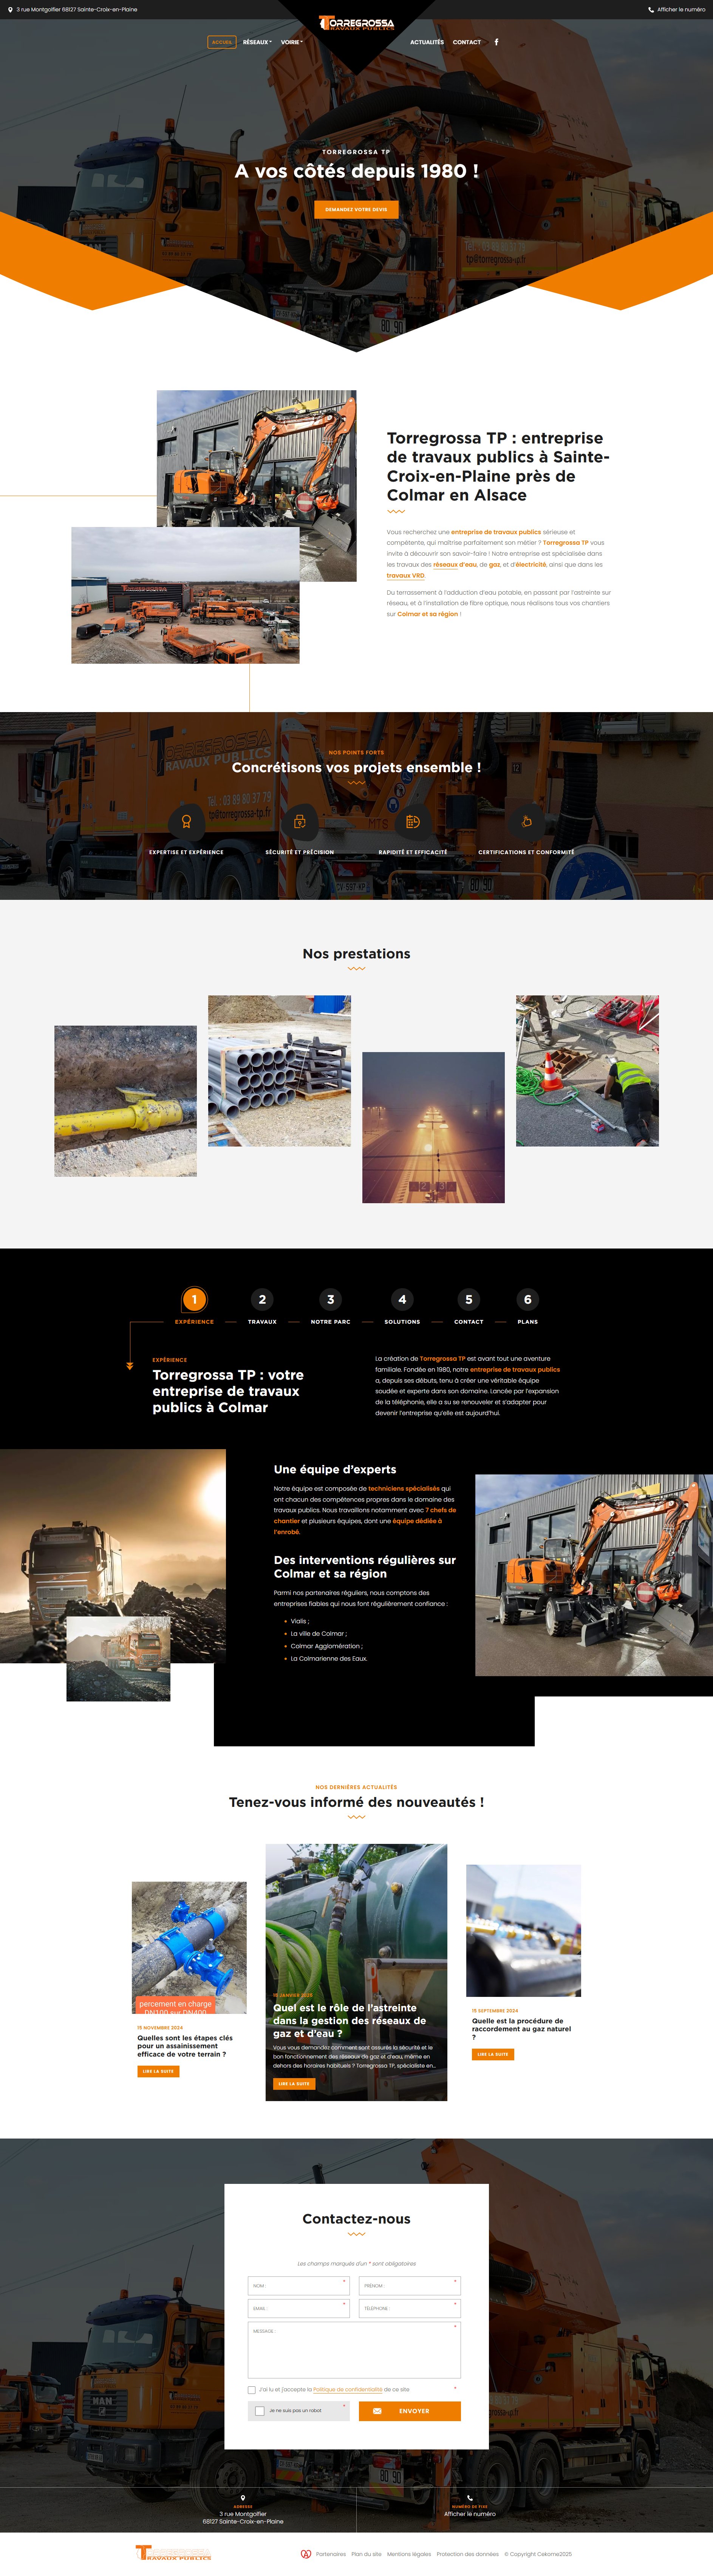 3 rue Montgolfier 68127 Sainte-Croix-en-Plaine
Afficher le numéro
TORREGROSSA
TRAVAUX PUBLICS
ACCUEIL
RÉSEAUX
VOIRIE
ACTUALITÉS
CONTACT
TORREGROSSA TP
A vos côtés depuis 1980 !
DEMANDEZ VOTRE DEVIS
Torregrossa TP : entreprise
de travaux publics à Sainte-
Croix-en-Plaine près de
Colmar en Alsace
Vous recherchez une entreprise de travaux publics sérieuse et
compétente, qui maîtrise parfaitement son métier ? Torregrossa TP vous
invite à découvrir son savoir-faire ! Notre entreprise est spécialisée dans
les travaux des réseaux d'eau, de gaz, et d'électricité, ainsi que dans les
travaux VRD.
Du terrassement à l'adduction d'eau potable, en passant par l'astreinte sur
réseau, et à l'installation de fibre optique, nous réalisons tous vos chantiers
sur Colmar et sa région !
NOS POINTS FORTS
Concrétisons vos projets ensemble !
EXPERTISE ET EXPÉRIENCE
SÉCURITÉ ET PRÉCISION
RAPIDITÉ ET EFFICACITÉ
CERTIFICATIONS ET CONFORMITÉ
Nos prestations
1
2
3
4
5
6
EXPÉRIENCE
TRAVAUX
NOTRE PARC
SOLUTIONS
CONTACT
PLANS
EXPÉRIENCE
Torregrossa TP : votre
entreprise de travaux
publics à Colmar
La création de Torregrossa TP est avant tout une aventure
familiale. Fondée en 1980, notre entreprise de travaux publics
a, depuis ses débuts, tenu à créer une véritable équipe
soudée et experte dans son domaine. Lancée par l'expansion
de la téléphonie, elle a su se renouveler et s'adapter pour
devenir l'entreprise qu'elle est aujourd'hui.
Une équipe d'experts
Notre équipe est composée de techniciens spécialisés qui
ont chacun des compétences propres dans le domaine des
travaux publics. Nous travaillons notamment avec 7 chefs de
chantier et plusieurs équipes, dont une équipe dédiée à
l'enrobé.
Des interventions régulières sur
Colmar et sa région
Parmi nos partenaires réguliers, nous comptons des
entreprises fiables qui nous font régulièrement confiance :
Vialis ;
La ville de Colmar ;
Colmar Agglomération ;
La Colmarienne des Eaux.
NOS DERNIÈRES ACTUALITÉS
Tenez-vous informé des nouveautés !
percement en charge
DN100 sur DN400
15 NOVEMBRE 2024
Quelles sont les étapes clés
pour un assainissement
efficace de votre terrain ?
LIRE LA SUITE
15 JANVIER 2025
Quel est le rôle de l'astreinte
dans la gestion des réseaux de
gaz et d'eau ?
Vous vous demandez comment sont assurés la sécurité et le
bon fonctionnement des réseaux de gaz et d'eau, même en
dehors des horaires habituels ? Torregrossa TP, spécialiste en...
LIRE LA SUITE
15 SEPTEMBRE 2024
Quelle est la procédure de
raccordement au gaz naturel
?
LIRE LA SUITE
Contactez-nous
Les champs marqués d'un * sont obligatoires
NOM : *
PRÉNOM : *
EMAIL : *
TÉLÉPHONE : *
MESSAGE : *
J'ai lu et j'accepte la Politique de confidentialité de ce site *
Je ne suis pas un robot *
ENVOYER
ADRESSE
3 rue Montgolfier
68127 Sainte-Croix-en-Plaine
NUMÉRO DE FIXE
Afficher le numéro
TORREGROSSA
TRAVAUX PUBLICS
Partenaires
Plan du site
Mentions légales
Protection des données
© Copyright Cekome2025